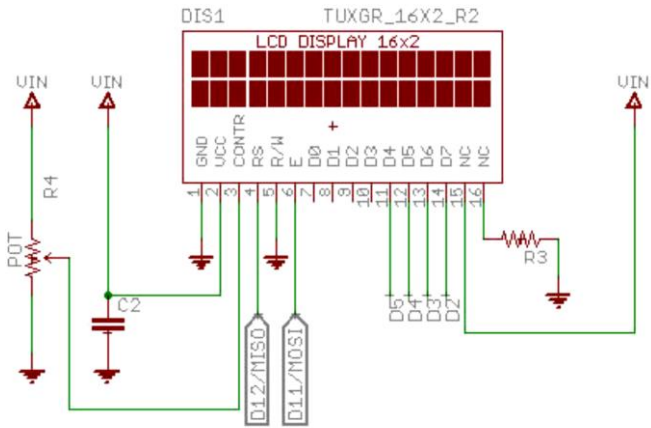 DIS1 TUXGR_16X2_R2
LCD DISPLAY 16x2
VIN VIN VIN
GND VCC CONTR RS R/W E D0 D1 D2 D3 D4 D5 D6 D7 NC NC
1 2 3 4 5 6 7 8 9 10 11 12 13 14 15 16
R4
POT
R3
C2
D5 D4 D3 D2
D12/MISO D11/MOSI